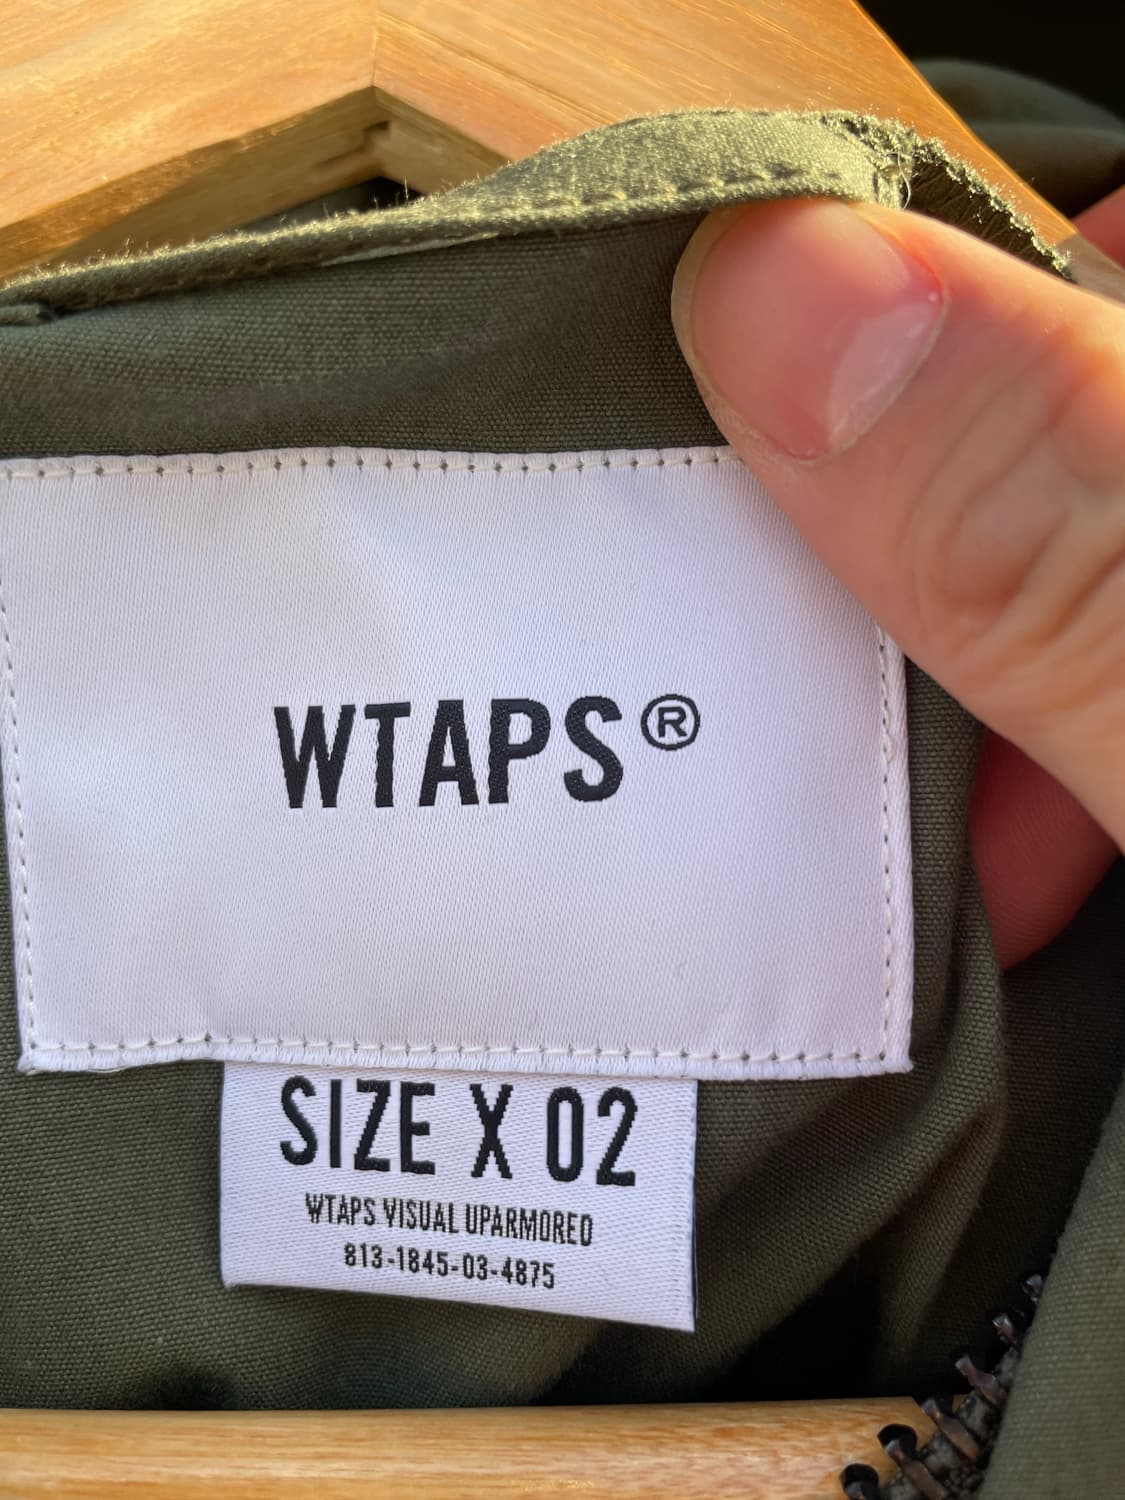 WTAPS®
SIZE X 02
WTAPS VISUAL UPARMORED
813-1845-03-4875